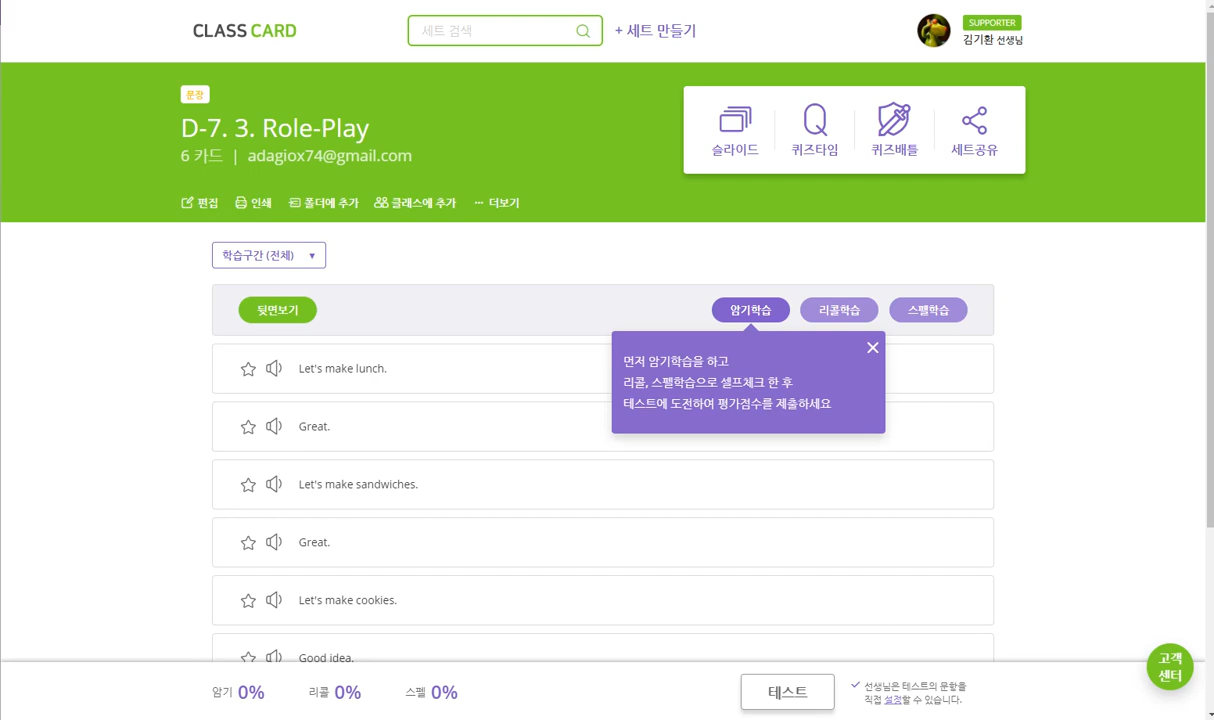 CLASS CARD
세트 검색
+ 세트 만들기
SUPPORTER
김기환 선생님
문장
D-7. 3. Role-Play
6 카드 | adagiox74@gmail.com
슬라이드
퀴즈타임
퀴즈배틀
세트공유
편집
인쇄
폴더에 추가
클래스에 추가
··· 더보기
학습구간 (전체) ▼
뒷면보기
암기학습
리콜학습
스펠학습
먼저 암기학습을 하고
리콜, 스펠학습으로 셀프체크 한 후
테스트에 도전하여 평가점수를 제출하세요
Let's make lunch.
Great.
Let's make sandwiches.
Great.
Let's make cookies.
Good idea.
암기 0%
리콜 0%
스펠 0%
테스트
선생님은 테스트의 문항을
직접 설정할 수 있습니다.
고객
센터